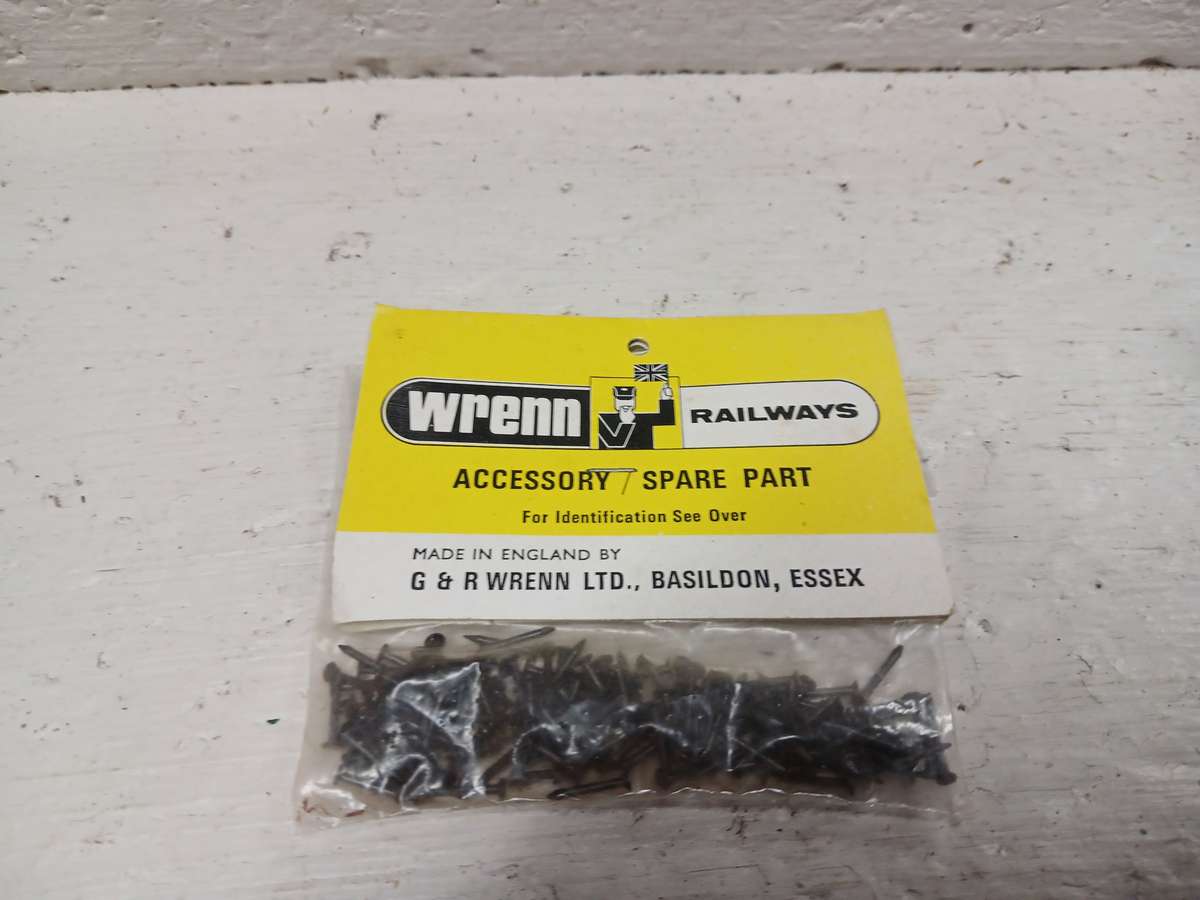 Wrenn RAILWAYS
ACCESSORY / SPARE PART
For Identification See Over
MADE IN ENGLAND BY
G & R WRENN LTD., BASILDON, ESSEX